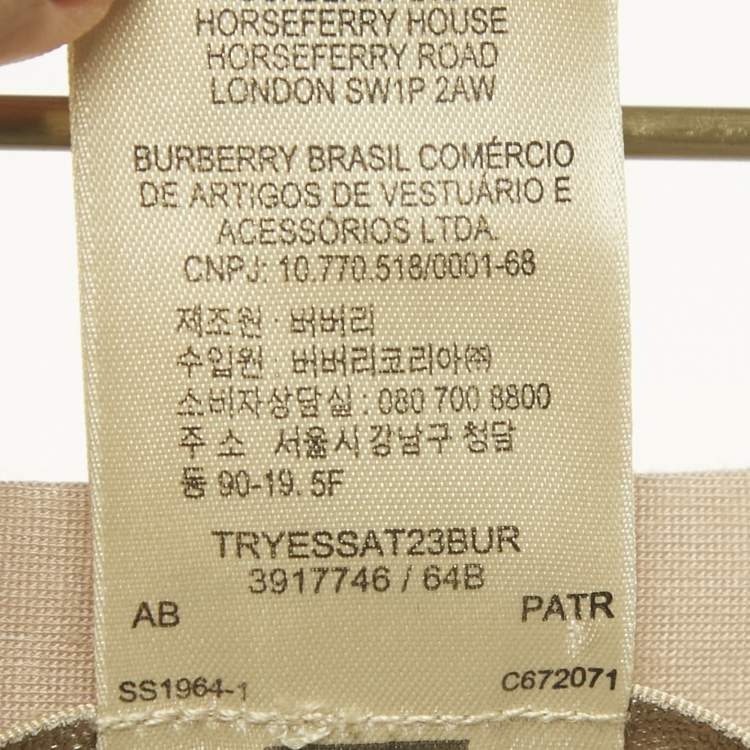 HORSEFERRY HOUSE
HORSEFERRY ROAD
LONDON SW1P 2AW
BURBERRY BRASIL COMÉRCIO
DE ARTIGOS DE VESTUÁRIO E
ACESSÓRIOS LTDA.
CNPJ: 10.770.518/0001-68
제조원 : 버버리
수입원 : 버버리코리아㈜
소비자상담실 : 080 700 8800
주 소 서울시 강남구 청담
동 90-19. 5F
TRYESSAT23BUR
3917746 / 64B
AB PATR
SS1964-1 C672071